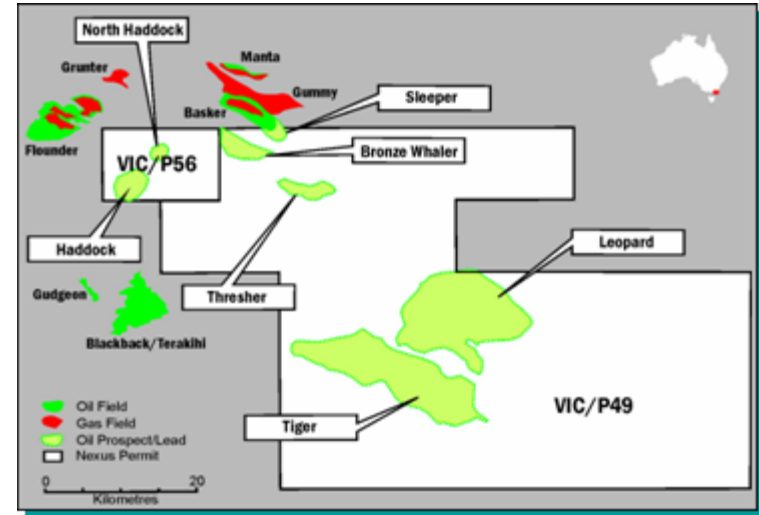 North Haddock
Manta
Grunter
Gummy
Sleeper
Basker
Flounder
VIC/P56
Bronze Whaler
Haddock
Leopard
Gudgeon
Thresher
Blackback/Terakihi
VIC/P49
Tiger
Oil Field
Gas Field
Oil Prospect/Lead
Nexus Permit
0 20
Kilometres